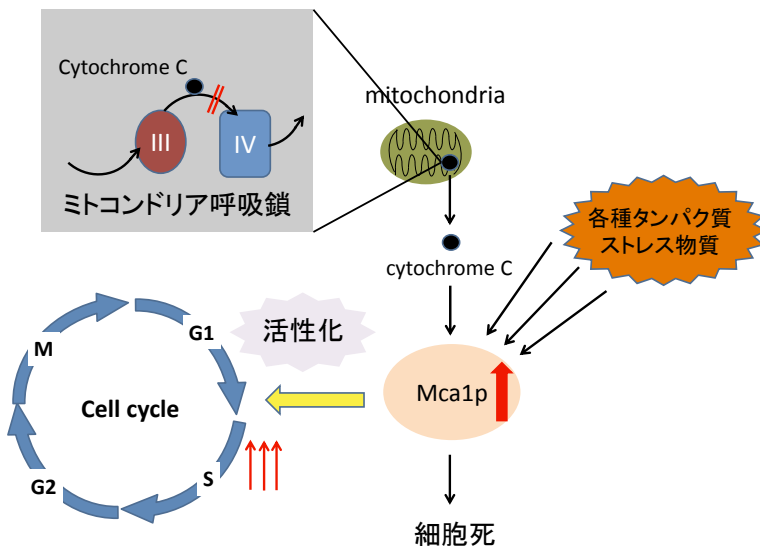 Cytochrome C
III
IV
ミトコンドリア呼吸鎖
mitochondria
各種タンパク質
ストレス物質
cytochrome C
活性化
Mca1p
M
G1
Cell cycle
G2
S
細胞死